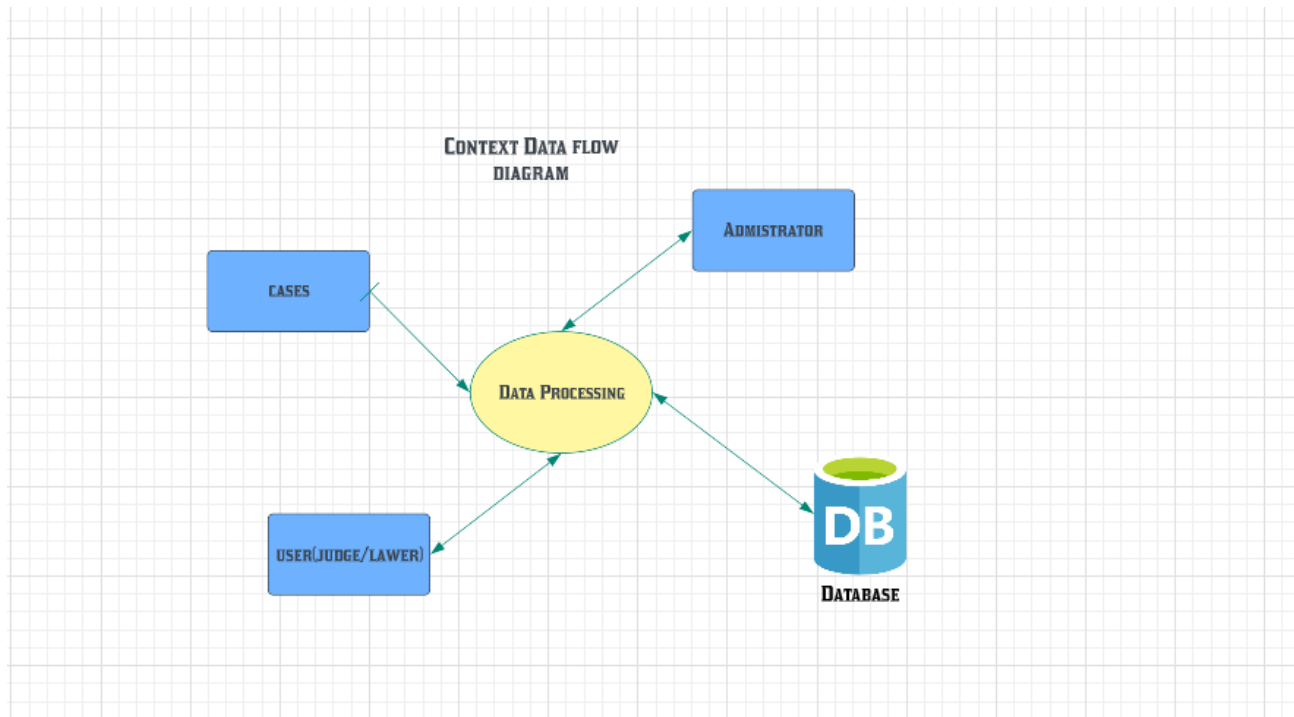 Context Data flow
diagram
Admistrator
cases
Data Processing
user(judge/lawer)
DB
Database